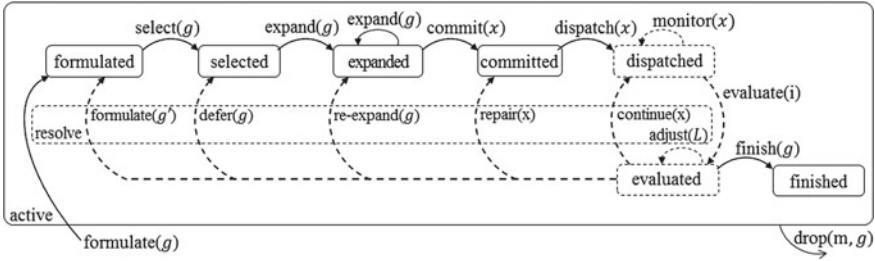 select(g)
expand(g)
expand(g)
commit(x)
dispatch(x)
monitor(x)
formulated
selected
expanded
committed
dispatched
evaluate(i)
formulate(g')
defer(g)
re-expand(g)
repair(x)
continue(x)
resolve
adjust(L)
finish(g)
evaluated
finished
active
formulate(g)
drop(m, g)